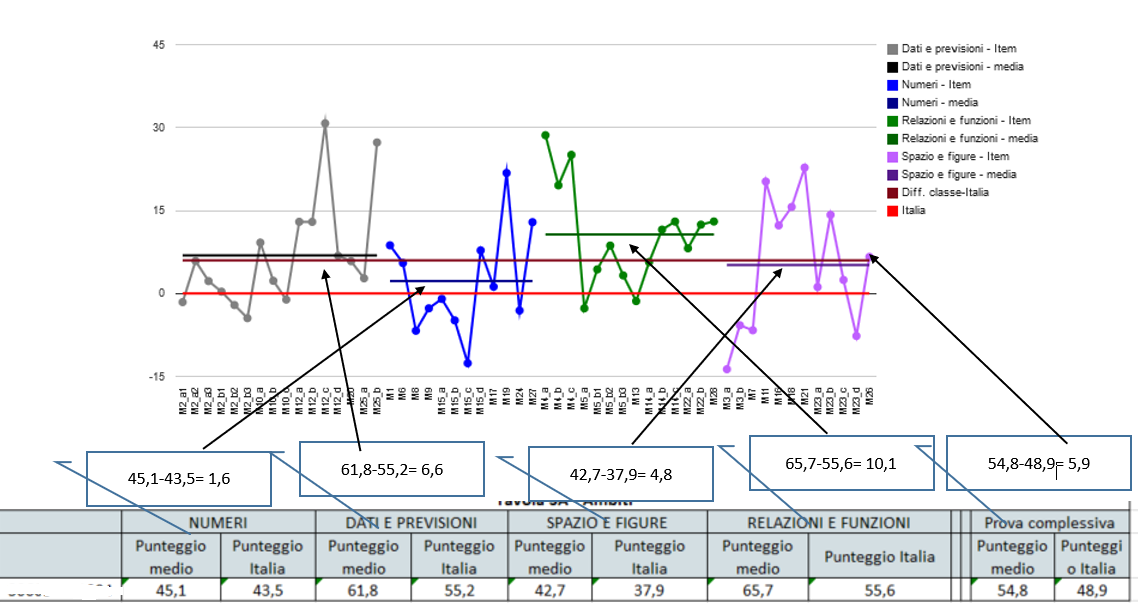 45
30
15
0
-15
Dati e previsioni - Item
Dati e previsioni - media
Numeri - Item
Numeri - media
Relazioni e funzioni - Item
Relazioni e funzioni - media
Spazio e figure - Item
Spazio e figure - media
Diff. classe-Italia
Italia
M2_a1
M2_a2
M2_a3
M2_b1
M2_b2
M2_b3
M10_a
M10_c
M12_a
M12_b
M12_c
M12_d
M25_a
M25_b
M1
M6
M8
M9
M15_a
M15_b
M15_c
M15_d
M17
M19
M24
M27
M4_a
M4_b
M4_c
M5_a
M5_b1
M5_b2
M5_b3
M13
M14_a
M14_b
M14_c
M22_a
M22_b
M28
M3_a
M3_b
M7
M11
M16
M18
M21
M23_a
M23_b
M23_c
M23_d
M26
45,1-43,5= 1,6
61,8-55,2= 6,6
42,7-37,9= 4,8
65,7-55,6= 10,1
54,8-48,9= 5,9
NUMERI DATI E PREVISIONI SPAZIO E FIGURE RELAZIONI E FUNZIONI Prova complessiva
Punteggio Punteggio Punteggio Punteggio Punteggio Punteggio Punteggio Punteggio Italia Punteggio Punteggi
medio Italia medio Italia medio Italia medio medio o Italia
45,1 43,5 61,8 55,2 42,7 37,9 65,7 55,6 54,8 48,9